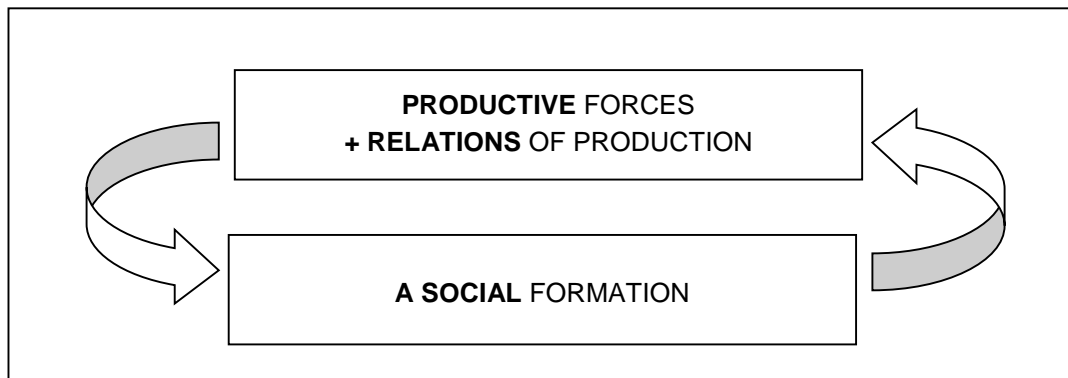 PRODUCTIVE FORCES
+ RELATIONS OF PRODUCTION
A SOCIAL FORMATION